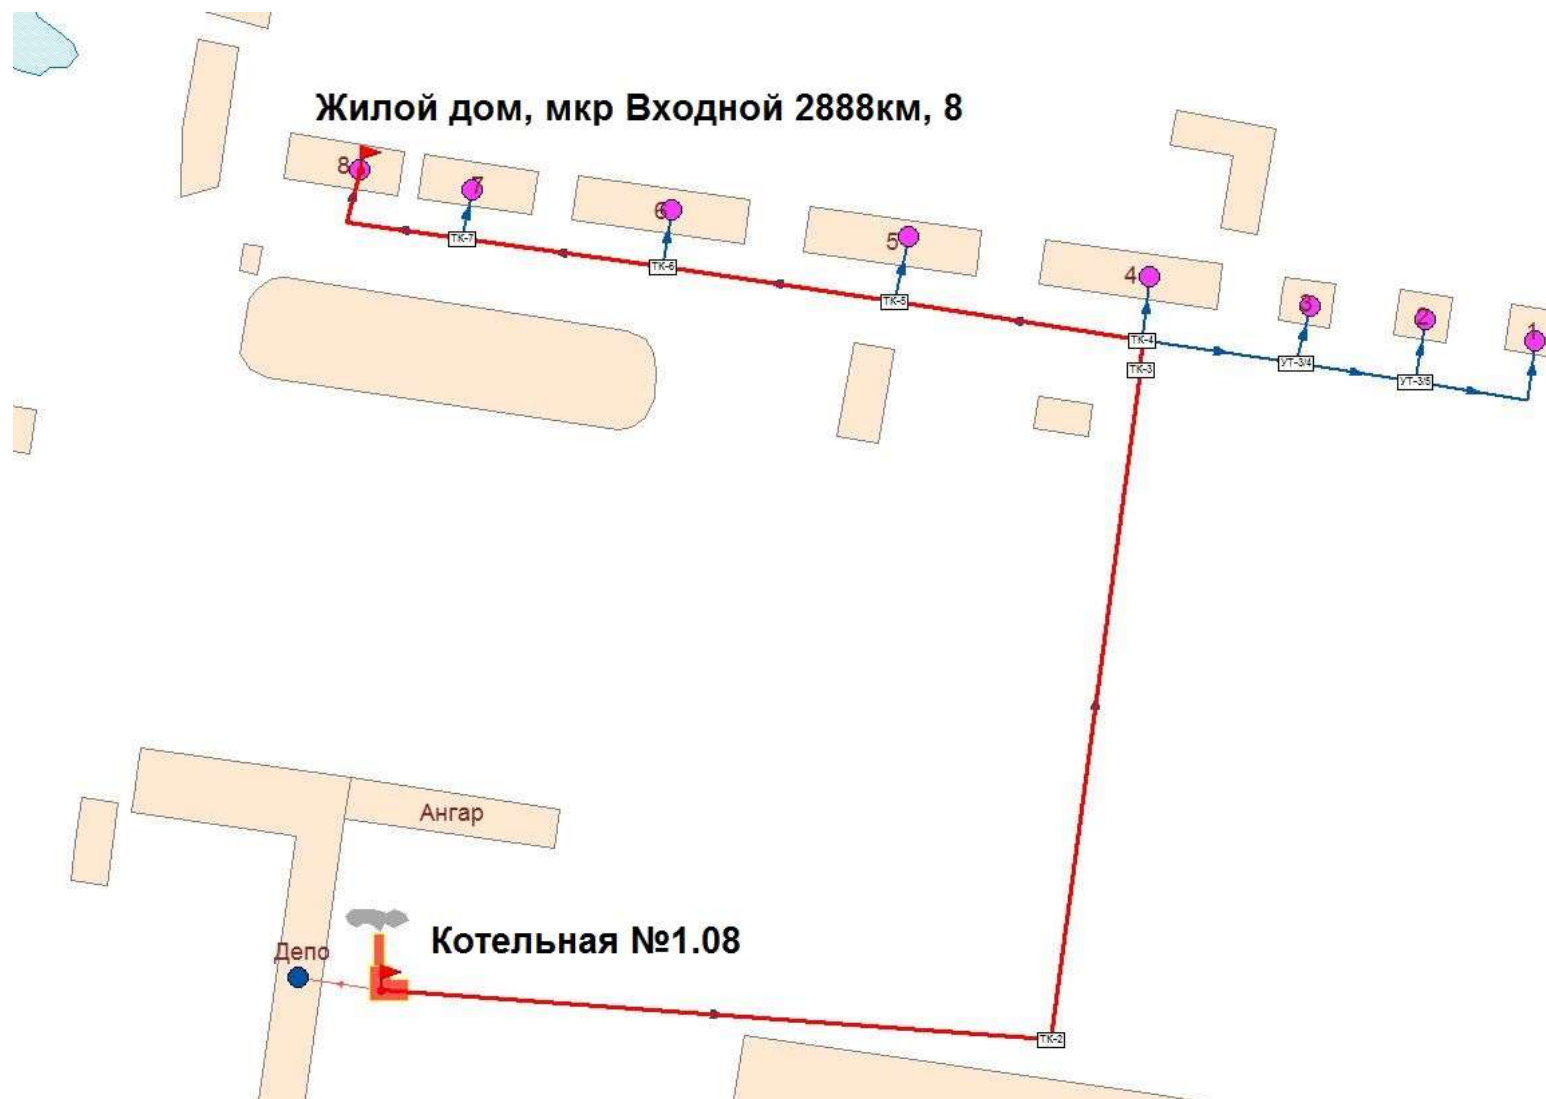 Жилой дом, мкр Входной 2888км, 8
8
7
6
5
4
3
2
1
ТК-7
ТК-6
ТК-5
ТК-4
ТК-3
УТ-3/4
УТ-3/5
Ангар
Депо
Котельная №1.08
ТК-2